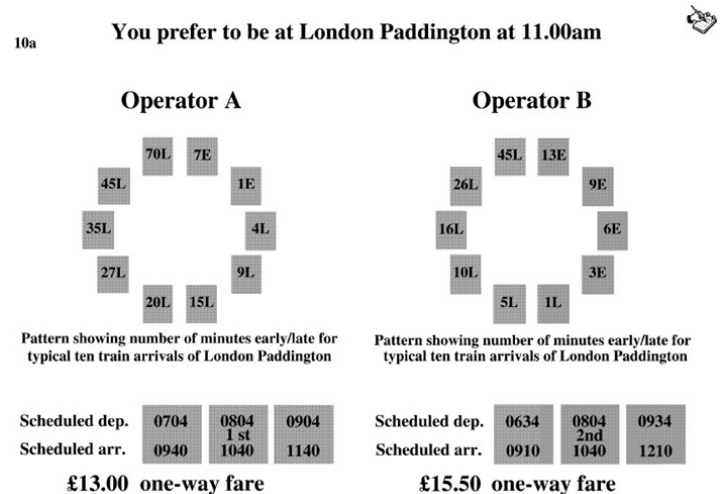 10a
You prefer to be at London Paddington at 11.00am
Operator A
70L 7E
45L 1E
35L 4L
27L 9L
20L 15L
Pattern showing number of minutes early/late for
typical ten train arrivals of London Paddington
Scheduled dep. 0704 0804 0904
1 st
Scheduled arr. 0940 1040 1140
£13.00 one-way fare
Operator B
45L 13E
26L 9E
16L 6E
10L 3E
5L 1L
Pattern showing number of minutes early/late for
typical ten train arrivals of London Paddington
Scheduled dep. 0634 0804 0934
2nd
Scheduled arr. 0910 1040 1210
£15.50 one-way fare